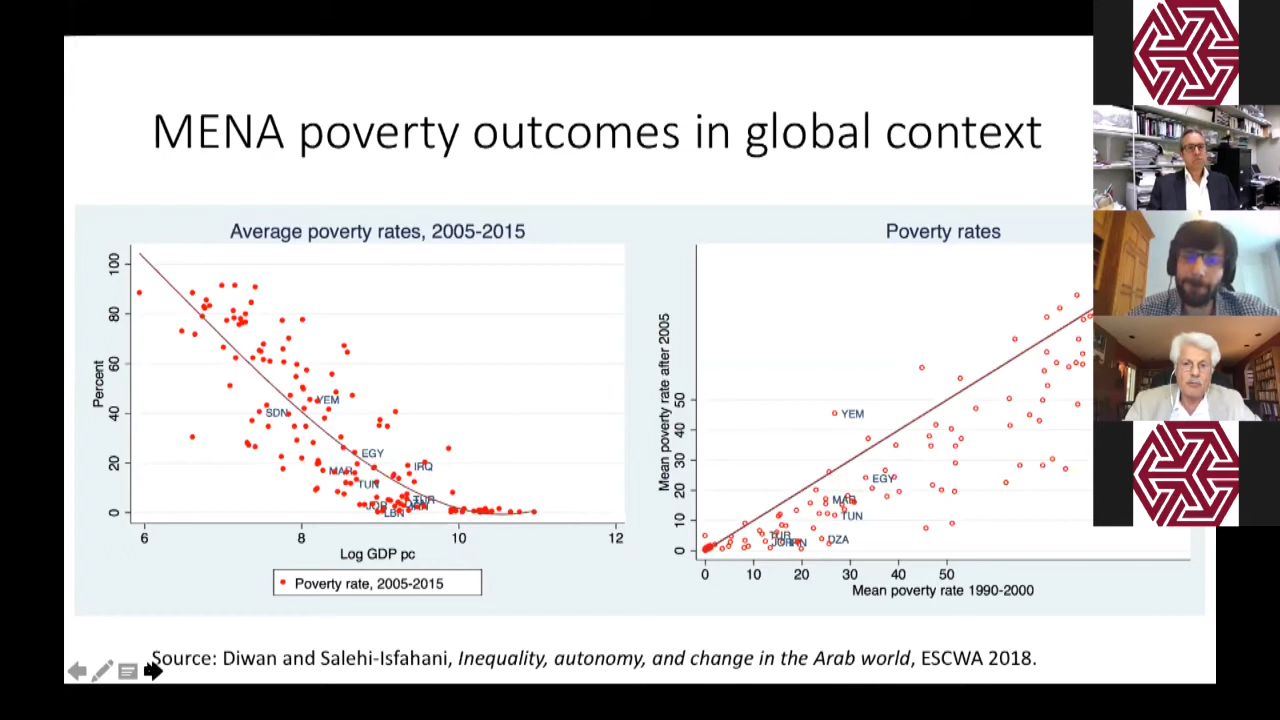 MENA poverty outcomes in global context
Average poverty rates, 2005-2015
Percent
100
80
60
40
20
0
YEM
SDN
EGY
IRQ
MAR
TUN
TUR
JOR
LBN
6
8
10
12
Log GDP pc
Poverty rate, 2005-2015
Poverty rates
Mean poverty rate after 2005
50
40
30
20
10
0
YEM
EGY
MAR
TUN
TUR
DZA
0
10
20
30
40
50
Mean poverty rate 1990-2000
Source: Diwan and Salehi-Isfahani, Inequality, autonomy, and change in the Arab world, ESCWA 2018.